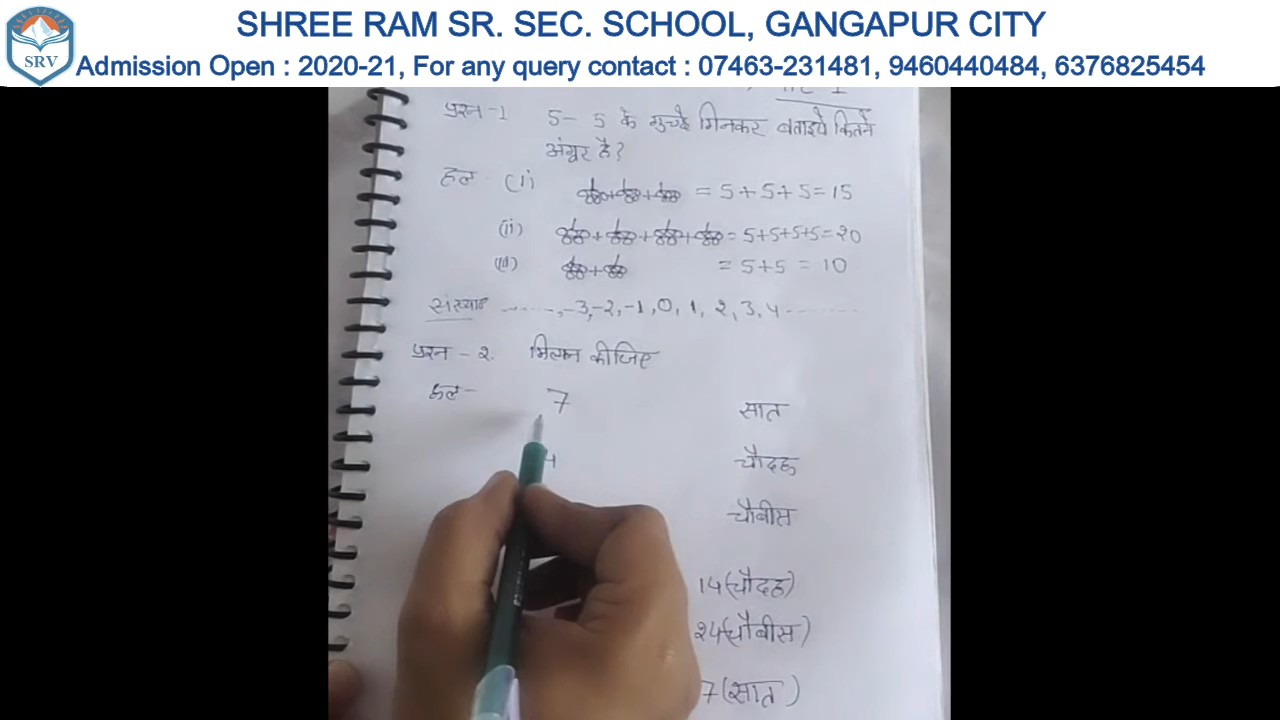 SHREE RAM SR. SEC. SCHOOL, GANGAPUR CITY
SRV
Admission Open : 2020-21, For any query contact : 07463-231481, 9460440484, 6376825454
प्रश्न-1 5-5 के गुच्छे गिनकर बताइये कितने
अंगूर है?
हल - (i) = 5+5+5=15
(ii) = 5+5+5+5=20
(iii) = 5+5 = 10
संख्याएं ......,-3,-2,-1,0,1,2,3,4.......
प्रश्न - 2. मिलान कीजिए
हल- 7 सात
4 चौदह
चौबीस
14(चौदह)
24(चौबीस)
7(सात)